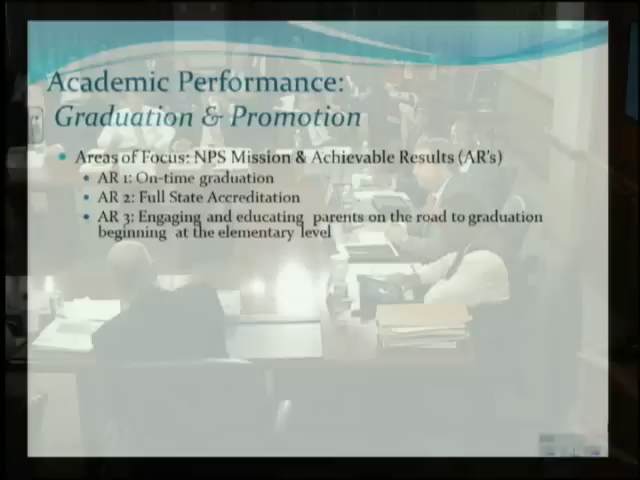 Academic Performance:
Graduation & Promotion
Areas of Focus: NPS Mission & Achievable Results (AR's)
AR 1: On-time graduation
AR 2: Full State Accreditation
AR 3: Engaging and educating parents on the road to graduation
beginning at the elementary level